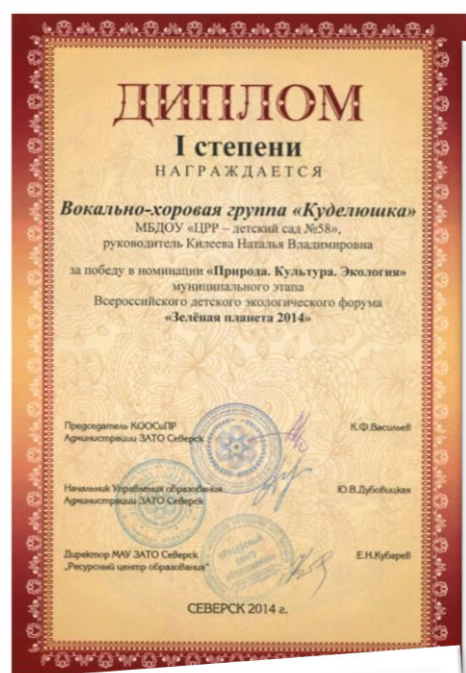 ДИПЛОМ
I степени
НАГРАЖДАЕТСЯ
Вокально-хоровая группа «Куделюшка»
МБДОУ «ЦРР – детский сад №58»,
руководитель Килеева Наталья Владимировна
за победу в номинации «Природа. Культура. Экология»
муниципального этапа
Всероссийского детского экологического форума
«Зелёная планета 2014»
Председатель КООСиПР К.Ф.Васильев
Администрации ЗАТО Северск
Начальник Управления образования Ю.В.Дубовицкая
Администрации ЗАТО Северск
Директор МАУ ЗАТО Северск Е.Н.Кубарев
„Ресурсный центр образования"
СЕВЕРСК 2014 г.